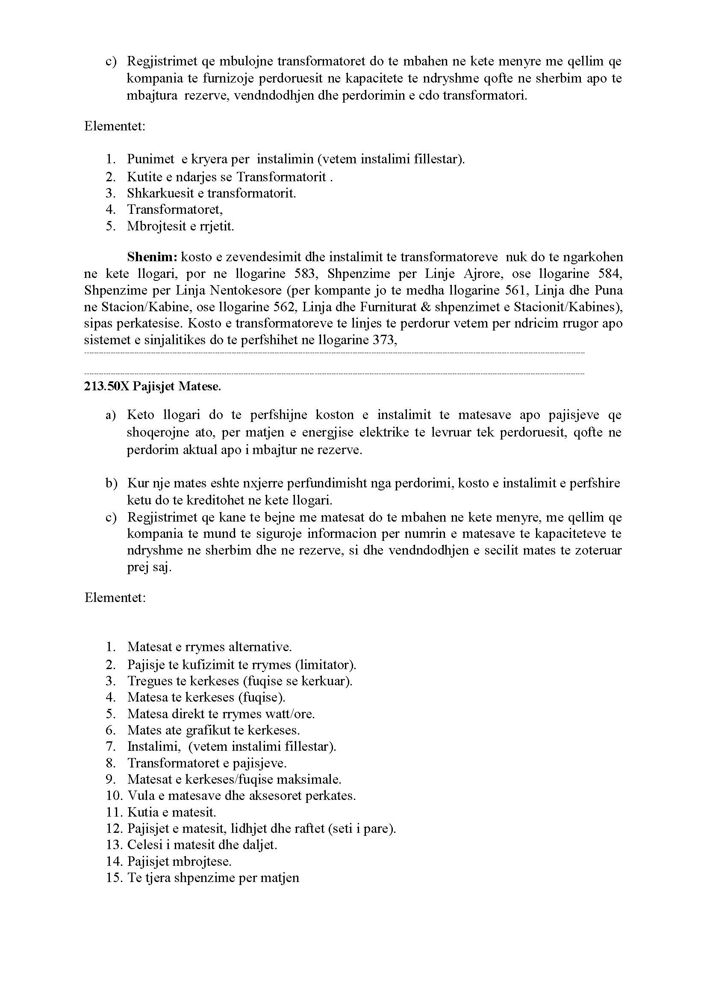 c) Regjistrimet qe mbulojne transformatoret do te mbahen ne kete menyre me qellim qe
kompania te furnizoje perdoruesit ne kapacitete te ndryshme qofte ne sherbim apo te
mbajtura rezerve, vendndodhjen dhe perdorimin e cdo transformatori.
Elementet:
1. Punimet e kryera per instalimin (vetem instalimi fillestar).
2. Kutite e ndarjes se Transformatorit .
3. Shkarkuesit e transformatorit.
4. Transformatoret,
5. Mbrojtesit e rrjetit.
Shenim: kosto e zevendesimit dhe instalimit te transformatoreve nuk do te ngarkohen
ne kete llogari, por ne llogarine 583, Shpenzime per Linje Ajrore, ose llogarine 584,
Shpenzime per Linja Nentokesore (per kompante jo te medha llogarine 561, Linja dhe Puna
ne Stacion/Kabine, ose llogarine 562, Linja dhe Furniturat & shpenzimet e Stacionit/Kabines),
sipas perkatesise. Kosto e transformatoreve te linjes te perdorur vetem per ndricim rrugor apo
sistemet e sinjalitikes do te perfshihet ne llogarine 373,
213.50X Pajisjet Matese.
a) Keto llogari do te perfshijne koston e instalimit te matesave apo pajisjeve qe
shoqerojne ato, per matjen e energjise elektrike te levruar tek perdoruesit, qofte ne
perdorim aktual apo i mbajtur ne rezerve.
b) Kur nje mates eshte nxjerre perfundimisht nga perdorimi, kosto e instalimit e perfshire
ketu do te kreditohet ne kete llogari.
c) Regjistrimet qe kane te bejne me matesat do te mbahen ne kete menyre, me qellim qe
kompania te mund te siguroje informacion per numrin e matesave te kapaciteteve te
ndryshme ne sherbim dhe ne rezerve, si dhe vendndodhjen e secilit mates te zoteruar
prej saj.
Elementet:
1. Matesat e rrymes alternative.
2. Pajisje te kufizimit te rrymes (limitator).
3. Tregues te kerkeses (fuqise se kerkuar).
4. Matesa te kerkeses (fuqise).
5. Matesa direkt te rrymes watt/ore.
6. Mates ate grafikut te kerkeses.
7. Instalimi, (vetem instalimi fillestar).
8. Transformatoret e pajisjeve.
9. Matesat e kerkeses/fuqise maksimale.
10. Vula e matesave dhe aksesoret perkates.
11. Kutia e matesit.
12. Pajisjet e matesit, lidhjet dhe raftet (seti i pare).
13. Celesi i matesit dhe daljet.
14. Pajisjet mbrojtese.
15. Te tjera shpenzime per matjen